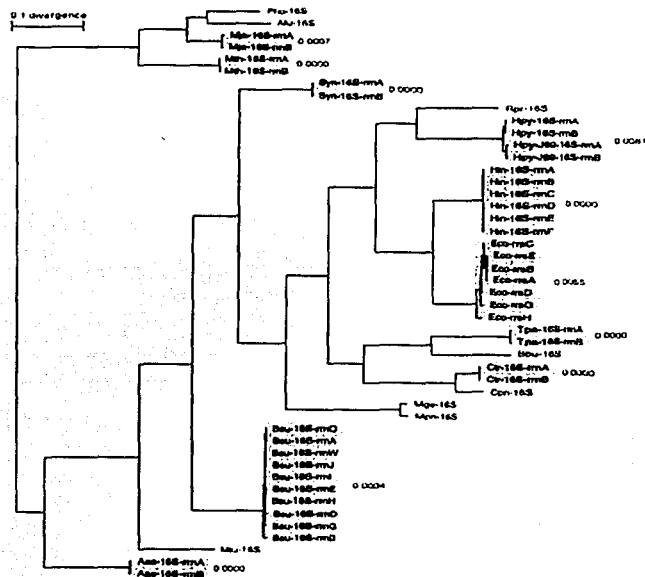 0.1 divergence
Pho-16S
Afu-16S
Mja-16S-rrnA
Mja-16S-rrnB
0.0007
Mth-16S-rrnA
Mth-16S-rrnB
0.0000
Syn-16S-rrnA
Syn-16S-rrnB
0.0000
Rpr-16S
Hpy-16S-rrnA
Hpy-16S-rrnB
Hpy-J99-16S-rrnA
Hpy-J99-16S-rrnB
Hin-16S-rrnA
Hin-16S-rrnB
Hin-16S-rrnC
Hin-16S-rrnD
0.0000
Hin-16S-rrnE
Hin-16S-rrnF
Eco-rrsC
Eco-rrsE
Eco-rrsB
Eco-rrsA
0.0055
Eco-rrsD
Eco-rrsG
Eco-rrsH
Tpa-16S-rrnA
Tpa-16S-rrnB
0.0000
Bbu-16S
Ctr-16S-rrnA
Ctr-16S-rrnB
0.0000
Cpn-16S
Mge-16S
Mpn-16S
Bsu-16S-rrnO
Bsu-16S-rrnA
Bsu-16S-rrnW
Bsu-16S-rrnJ
Bsu-16S-rrnI
Bsu-16S-rrnE
0.0034
Bsu-16S-rrnH
Bsu-16S-rrnD
Bsu-16S-rrnG
Bsu-16S-rrnB
Mtu-16S
Aae-16S-rrnA
Aae-16S-rrnB
0.0000